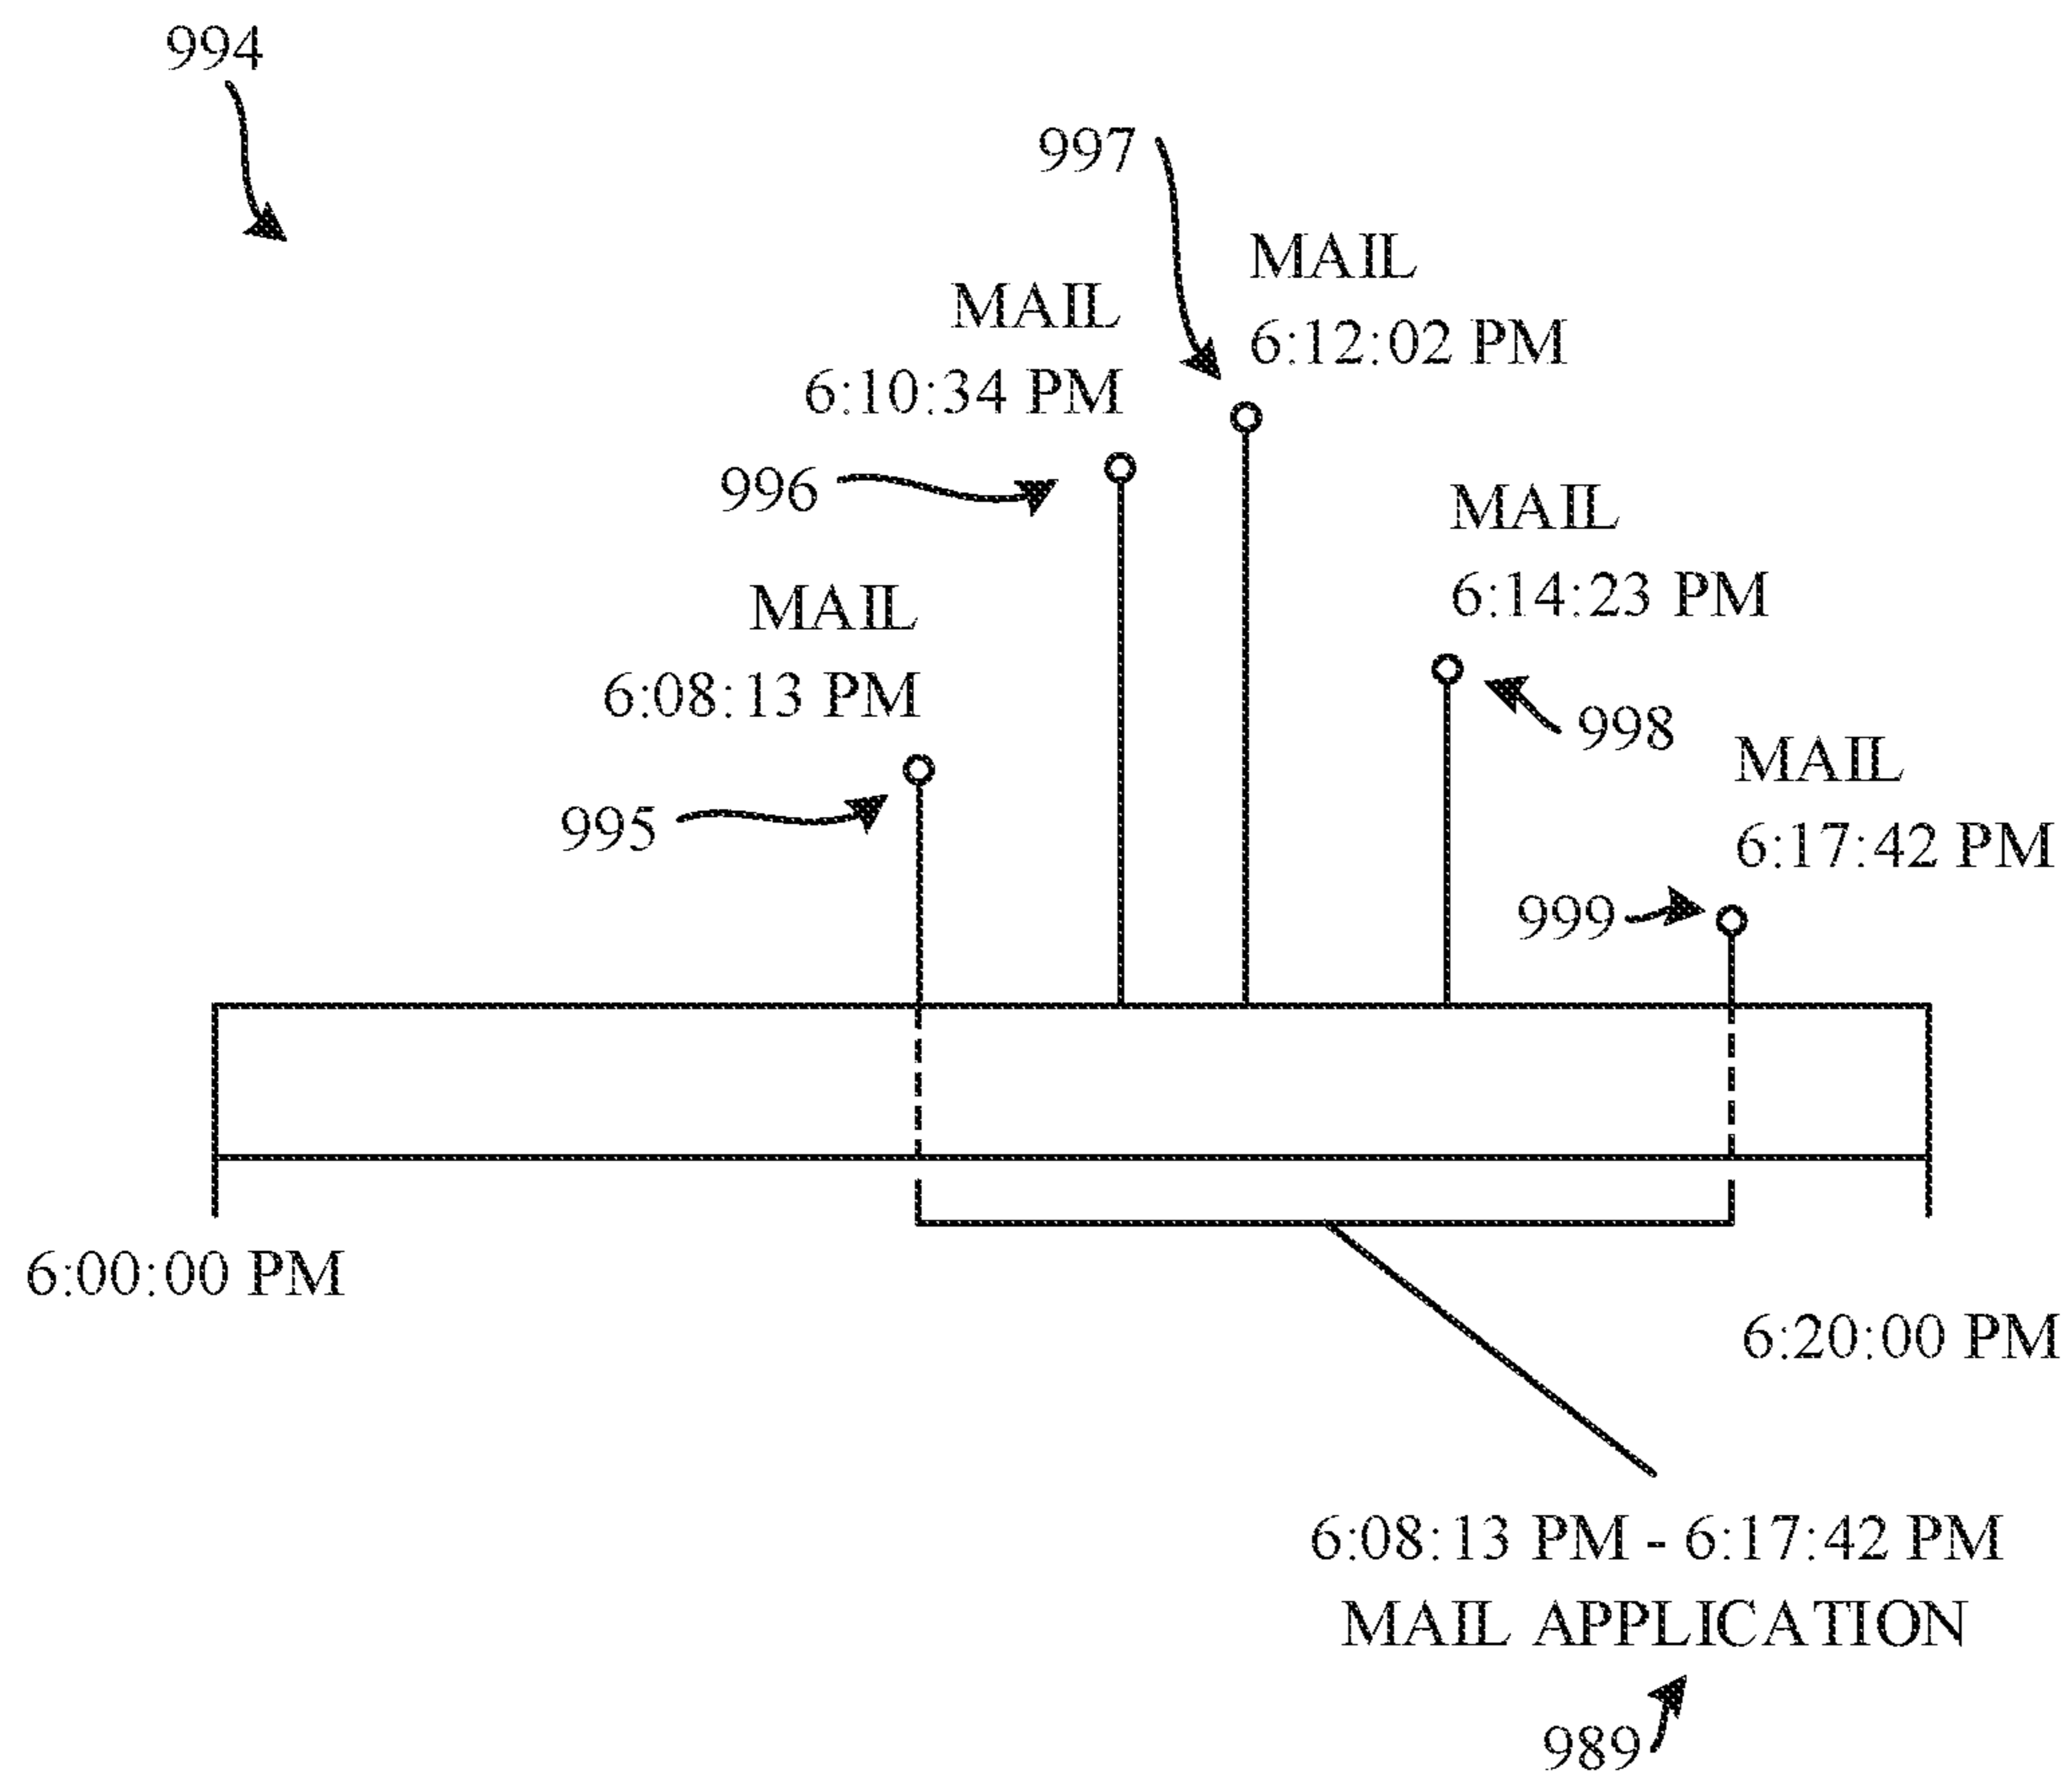 994
997
MAIL
6:12:02 PM
MAIL
6:10:34 PM
996
MAIL
6:14:23 PM
998
MAIL
6:08:13 PM
995
MAIL
6:17:42 PM
999
6:00:00 PM
6:20:00 PM
6:08:13 PM - 6:17:42 PM
MAIL APPLICATION
989